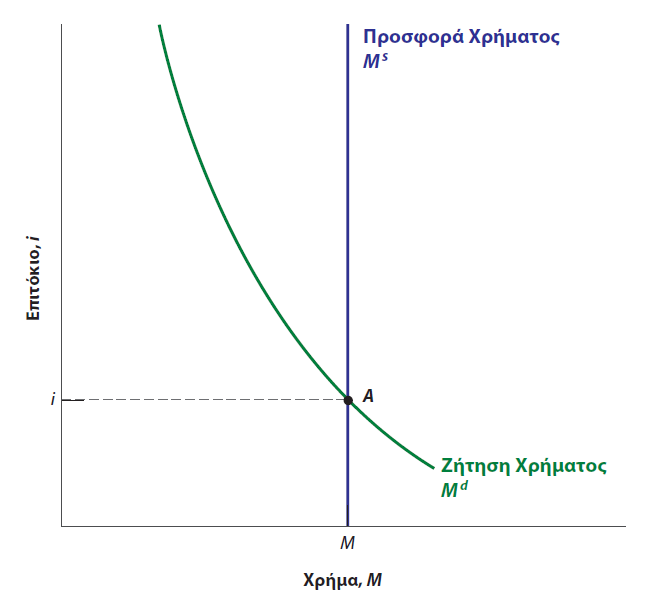 Προσφορά Χρήματος
M s
Επιτόκιο, i
i
A
Ζήτηση Χρήματος
M d
M
Χρήμα, M